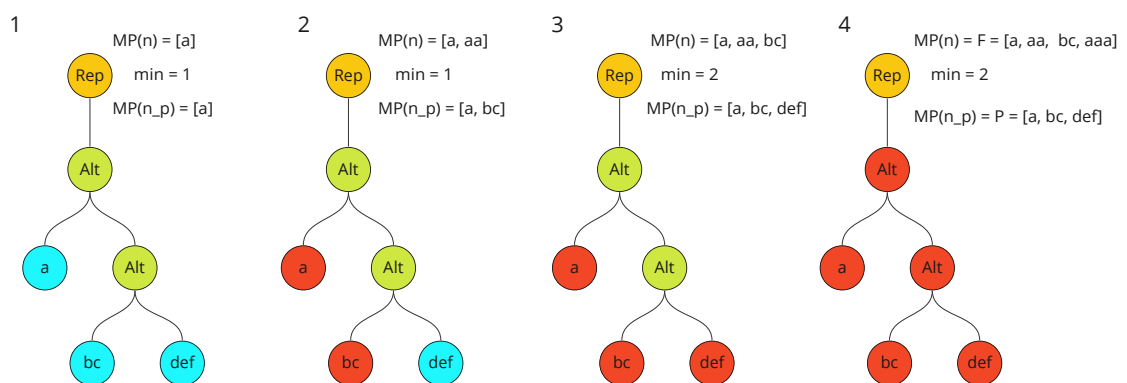 1
MP(n) = [a]
Rep
min = 1
MP(n_p) = [a]
Alt
a
Alt
bc
def
2
MP(n) = [a, aa]
Rep
min = 1
MP(n_p) = [a, bc]
Alt
a
Alt
bc
def
3
MP(n) = [a, aa, bc]
Rep
min = 2
MP(n_p) = [a, bc, def]
Alt
a
Alt
bc
def
4
MP(n) = F = [a, aa, bc, aaa]
Rep
min = 2
MP(n_p) = P = [a, bc, def]
Alt
a
Alt
bc
def